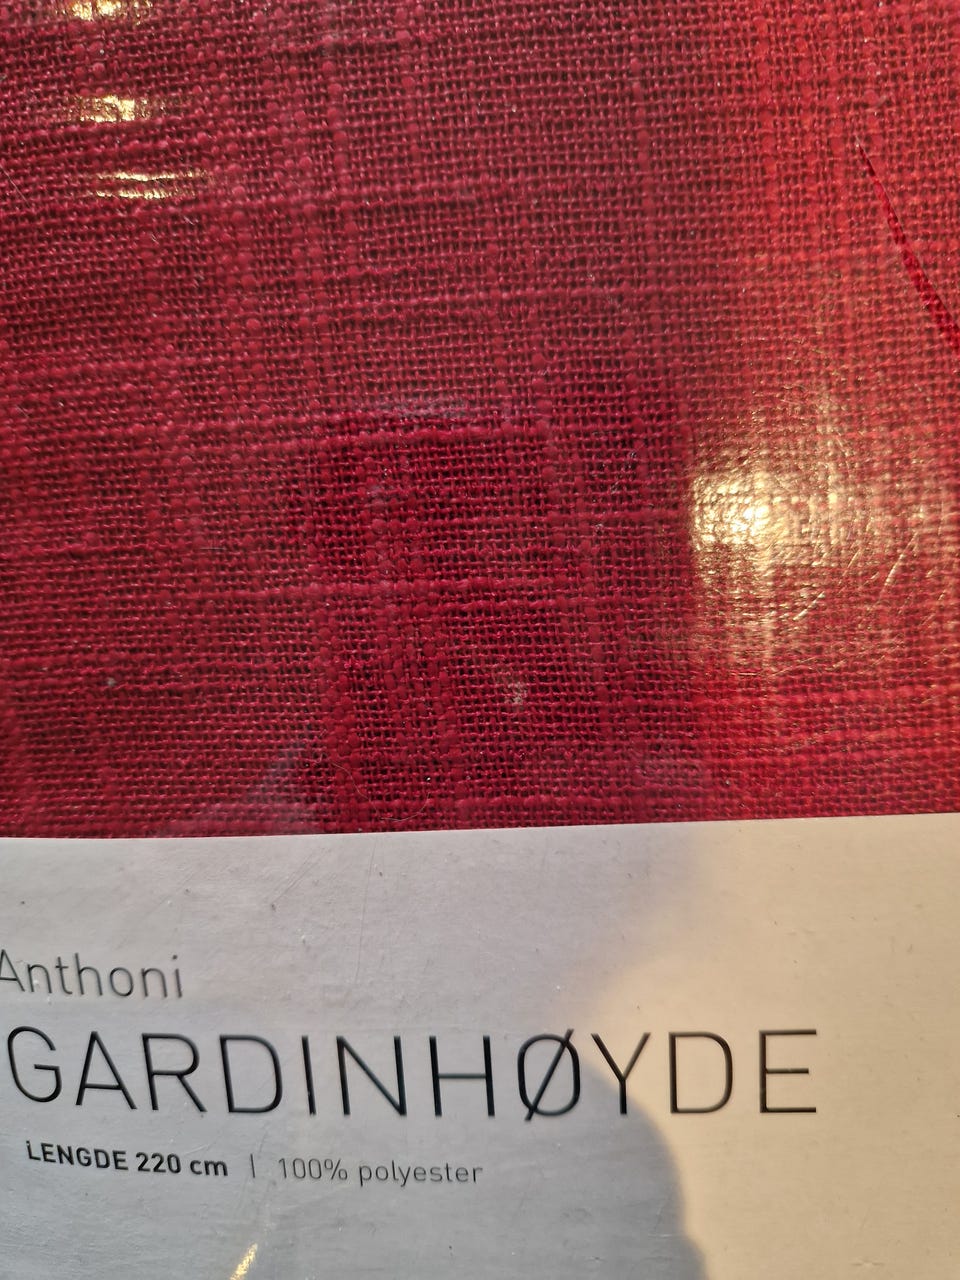 Anthoni
GARDINHØYDE
LENGDE 220 cm | 100% polyester